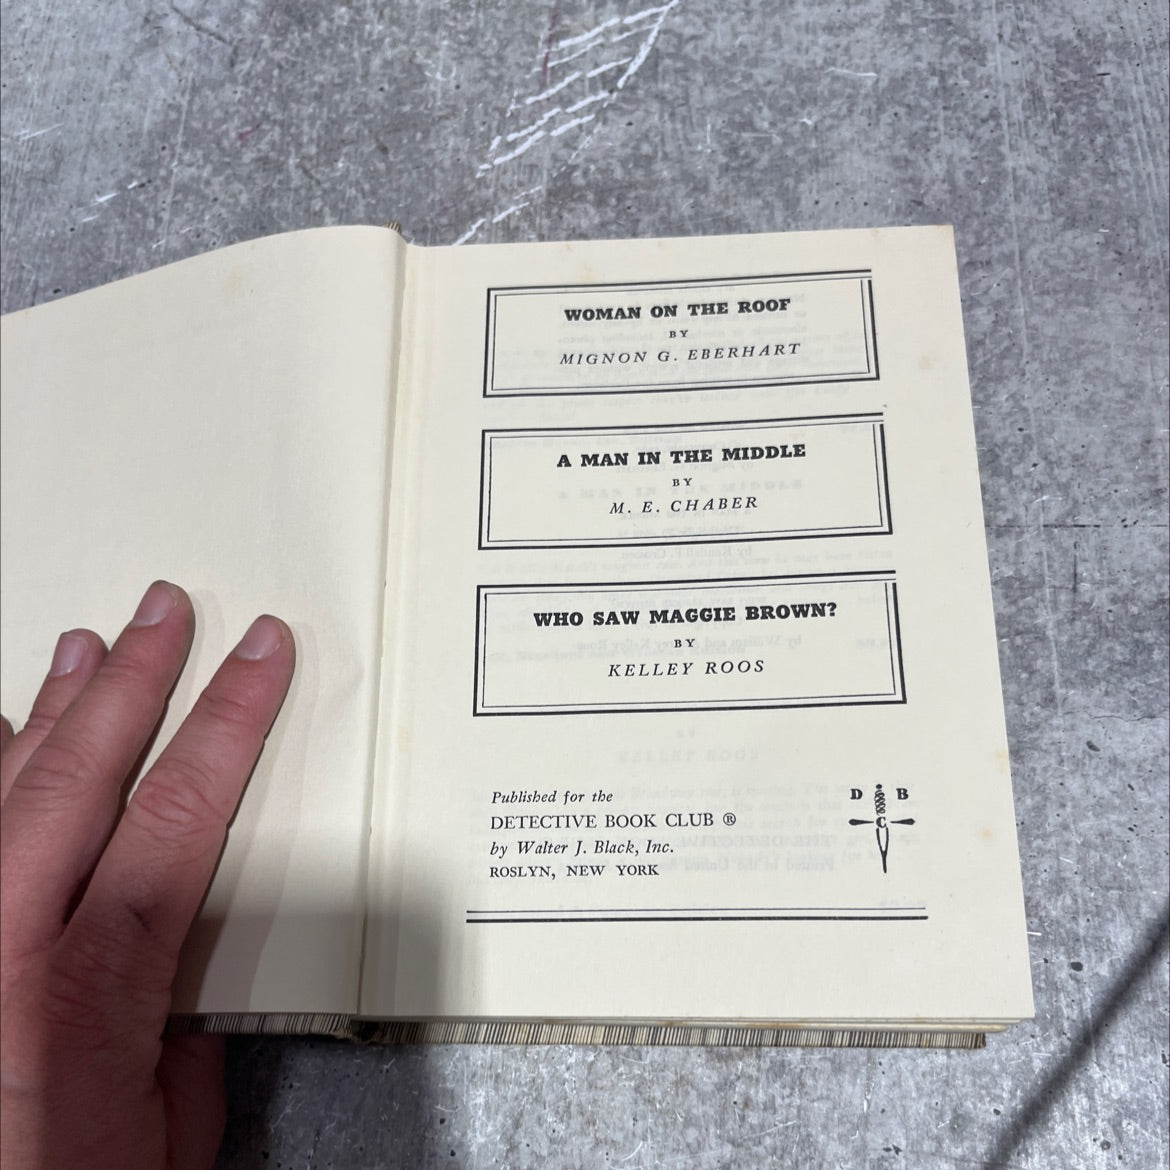 WOMAN ON THE ROOF
BY
MIGNON G. EBERHART
A MAN IN THE MIDDLE
BY
M. E. CHABER
WHO SAW MAGGIE BROWN?
BY
KELLEY ROOS
Published for the
DETECTIVE BOOK CLUB ®
by Walter J. Black, Inc.
ROSLYN, NEW YORK
D C B